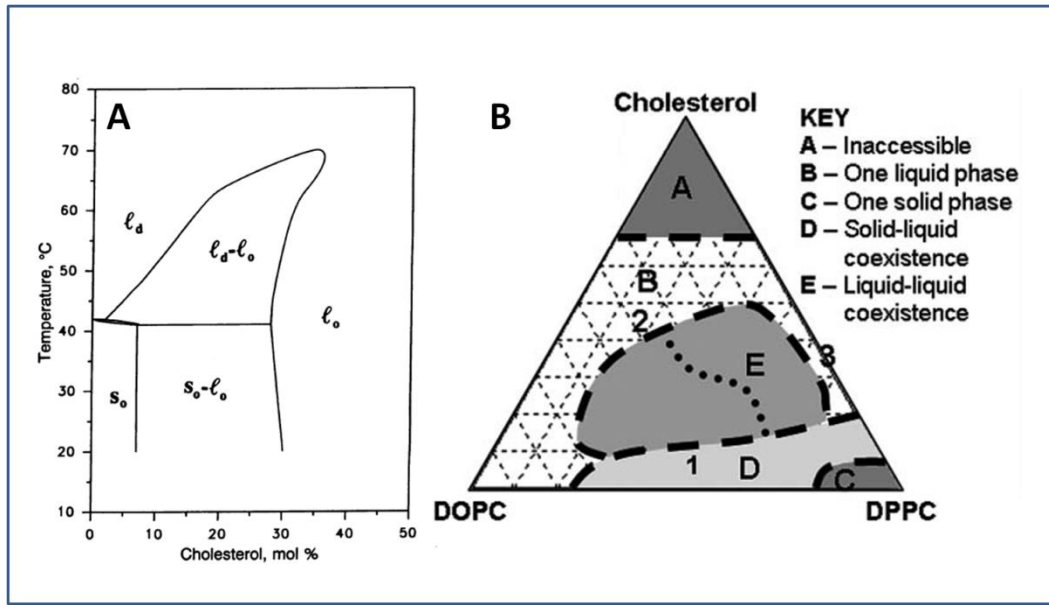 A
80
70
60
50
40
30
20
10
Temperature, °C
ℓd
ℓd-ℓo
ℓo
so
so-ℓo
0 10 20 30 40 50
Cholesterol, mol %
B
Cholesterol
A
B
2
E
3
1
D
C
DOPC
DPPC
KEY
A – Inaccessible
B – One liquid phase
C – One solid phase
D – Solid-liquid
coexistence
E – Liquid-liquid
coexistence